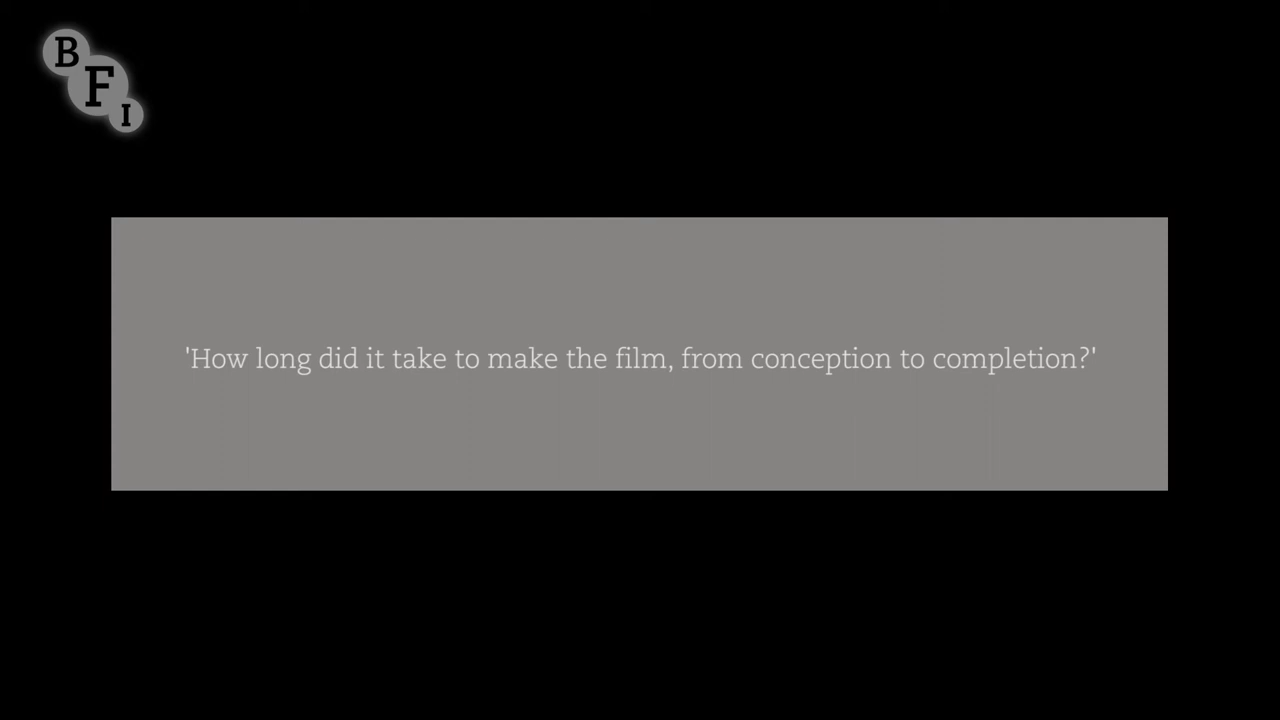 B
F
I
'How long did it take to make the film, from conception to completion?'